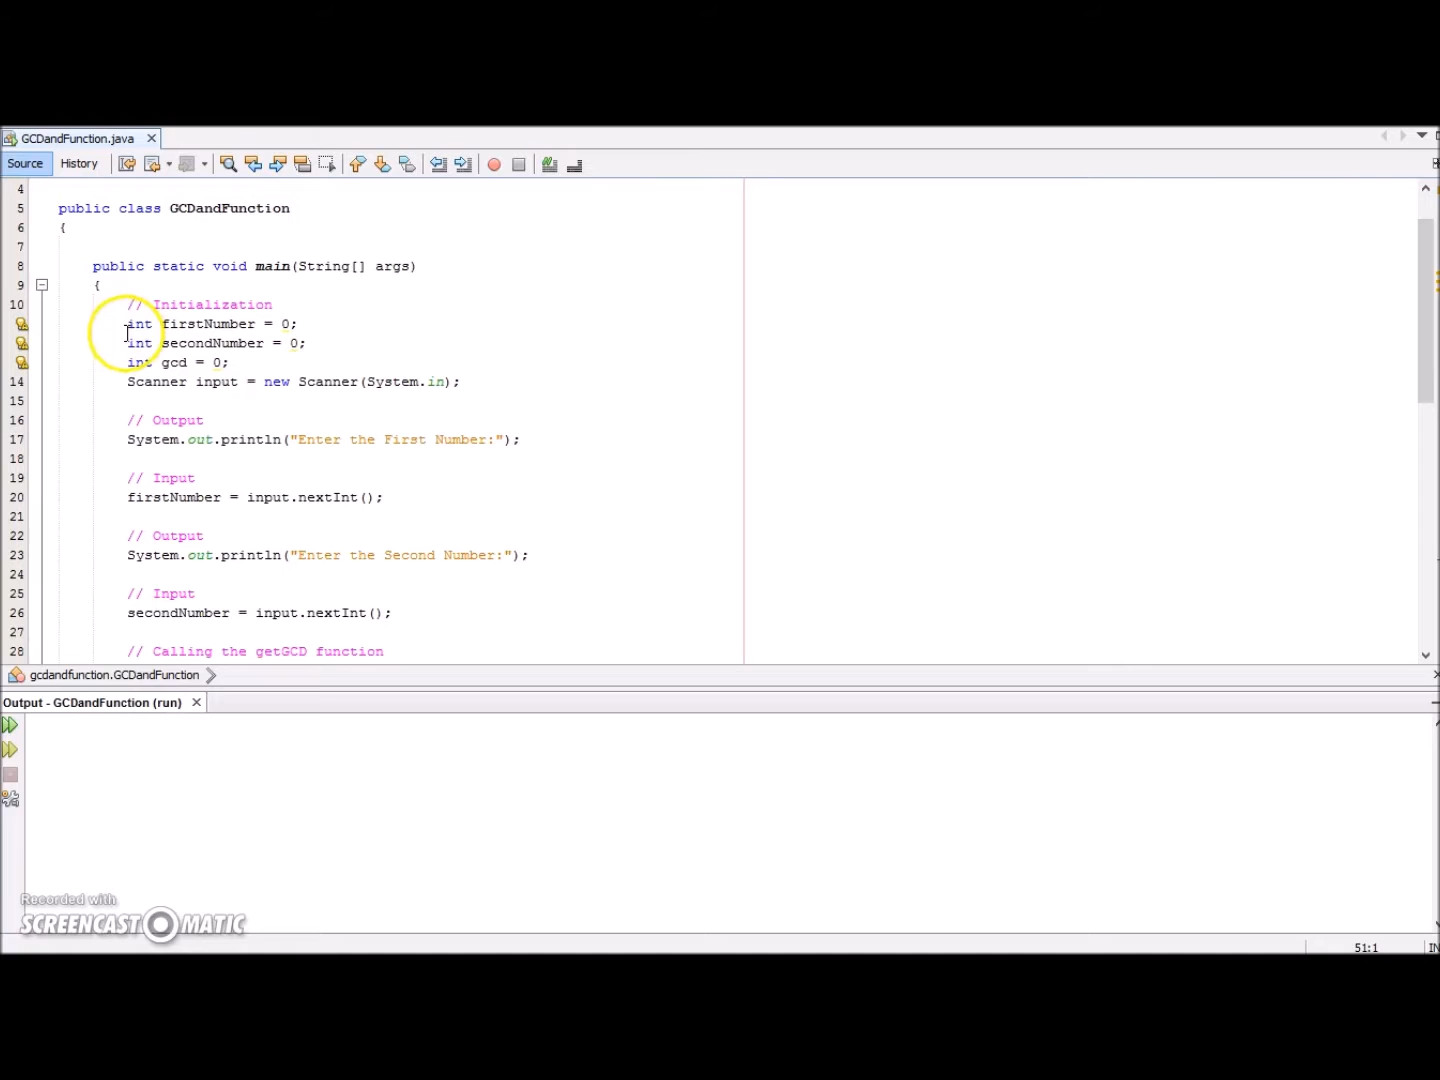 GCDandFunction.java
Source History
4
5 public class GCDandFunction
6 {
7
8 public static void main(String[] args)
9 {
10 // Initialization
int firstNumber = 0;
int secondNumber = 0;
int gcd = 0;
14 Scanner input = new Scanner(System.in);
15
16 // Output
17 System.out.println("Enter the First Number:");
18
19 // Input
20 firstNumber = input.nextInt();
21
22 // Output
23 System.out.println("Enter the Second Number:");
24
25 // Input
26 secondNumber = input.nextInt();
27
28 // Calling the getGCD function
gcdandfunction.GCDandFunction
Output - GCDandFunction (run)
Recorded with
SCREENCAST MATIC
51:1 IN